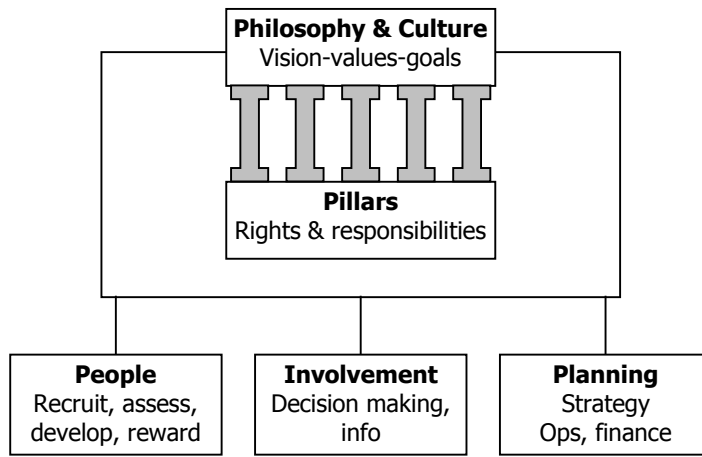 Philosophy & Culture
Vision-values-goals
Pillars
Rights & responsibilities
People
Recruit, assess,
develop, reward
Involvement
Decision making,
info
Planning
Strategy
Ops, finance